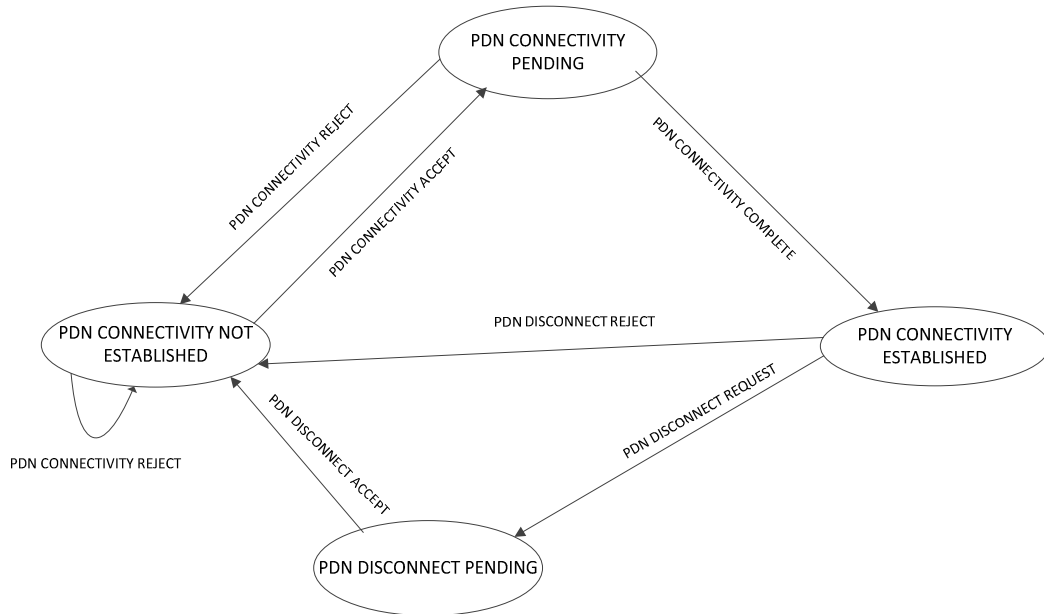 PDN CONNECTIVITY
PENDING
PDN CONNECTIVITY REJECT
PDN CONNECTIVITY ACCEPT
PDN CONNECTIVITY COMPLETE
PDN CONNECTIVITY NOT
ESTABLISHED
PDN DISCONNECT REJECT
PDN CONNECTIVITY
ESTABLISHED
PDN DISCONNECT REQUEST
PDN DISCONNECT ACCEPT
PDN CONNECTIVITY REJECT
PDN DISCONNECT PENDING